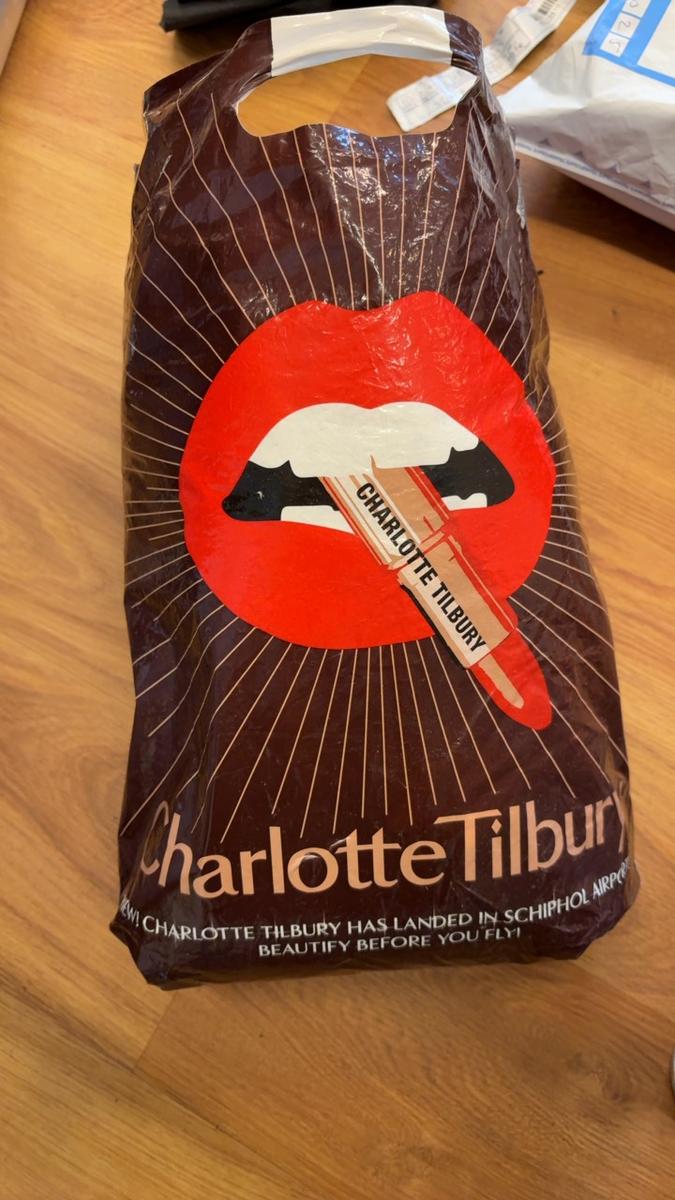 CHARLOTTE TILBURY
Charlotte Tilbury
CHARLOTTE TILBURY HAS LANDED IN SCHIPHOL
BEAUTIFY BEFORE YOU FLY!